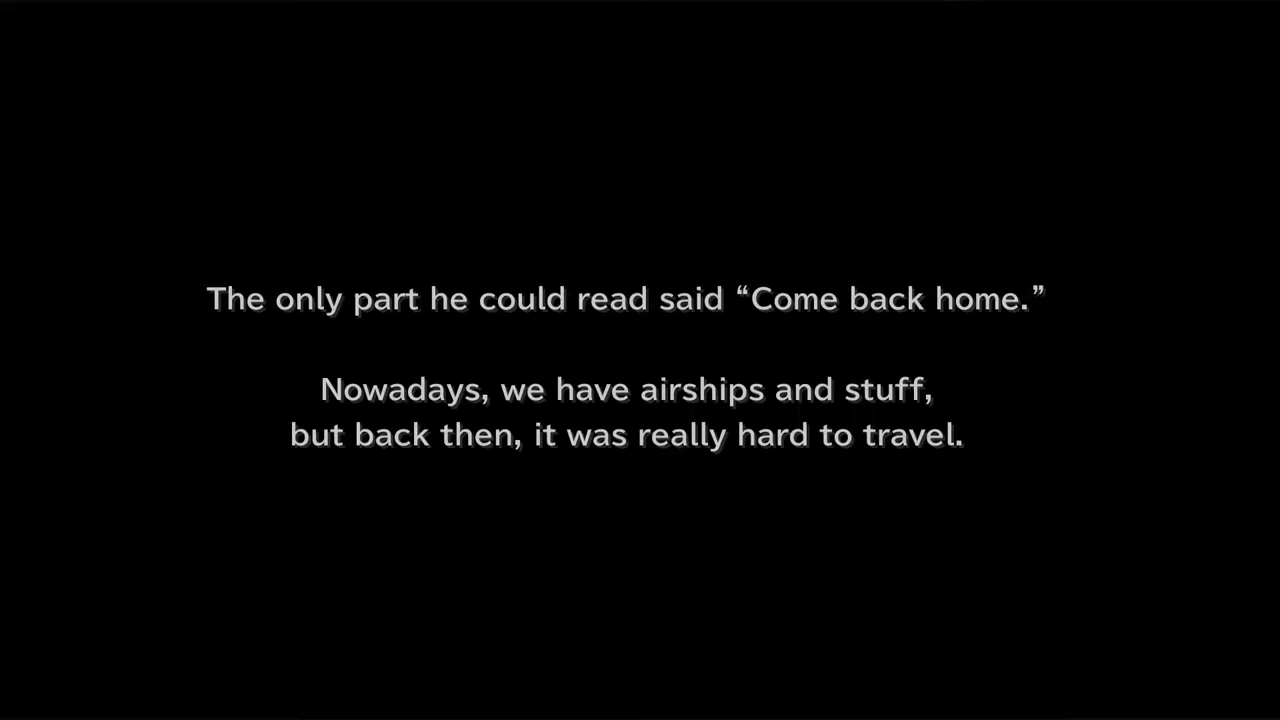 The only part he could read said “Come back home.”
Nowadays, we have airships and stuff,
but back then, it was really hard to travel.